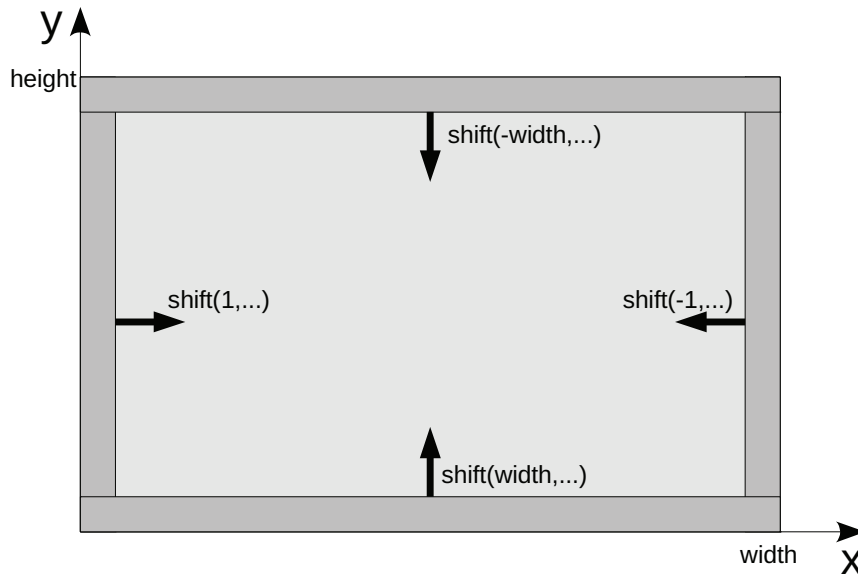 y
height
shift(-width,...)
shift(1,...)
shift(-1,...)
shift(width,...)
width
x